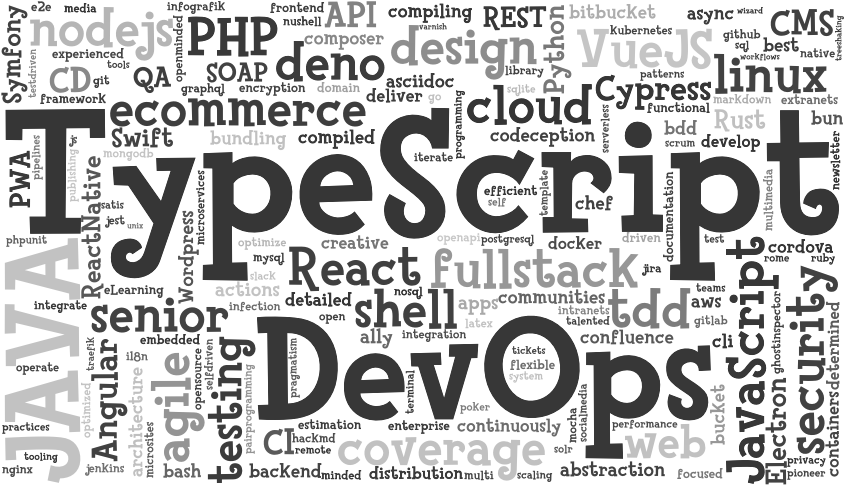 e2e
media
infografik
frontend
API
compiling
REST
bitbucket
async
wizard
CMS
treeshaking
Symfony
nodejs
openminded
PHP
nushell
composer
varnish
design
Python
VueJS
Kubernetes
github
sql
best
native
testdriven
experienced
tools
CD
git
QA
SOAP
deno
asciidoc
library
patterns
workflows
linux
framework
graphql
encryption
domain
deliver
go
sqlite
Cypress
functional
markdown
extranets
ecommerce
cloud
serverless
Rust
bun
TypeScript
Swift
bundling
compiled
iterate
programming
codeception
bdd
scrum
develop
newsletter
PWA
phpunit
pipelines
publishing
qr
mongodb
ReactNative
satis
jest
unix
microservices
Wordpress
efficient
self
template
chef
documentation
multimedia
optimize
creative
openapi
postgresql
docker
driven
test
cordova
mysql
slack
React
fullstack
jira
rome
ruby
JAVA
eLearning
actions
infection
detailed
nosql
shell
apps
communities
intranets
talented
tdd
teams
aws
gitlab
JavaScript
security
integrate
senior
open
ally
integration
latex
confluence
cli
ghostinspector
determined
containers
operate
optimized
traefik
Angular
embedded
i18n
architecture
agile
opensource
selfdriven
testing
pairprogramming
DevOps
pragmatism
terminal
tickets
flexible
system
poker
mocha
socialmedia
performance
bucket
Electron
practices
tooling
nginx
jenkins
microsites
bash
estimation
CI
hackmd
remote
enterprise
continuously
coverage
solr
web
backend
minded
distribution
multi
scaling
abstraction
focused
privacy
pioneer